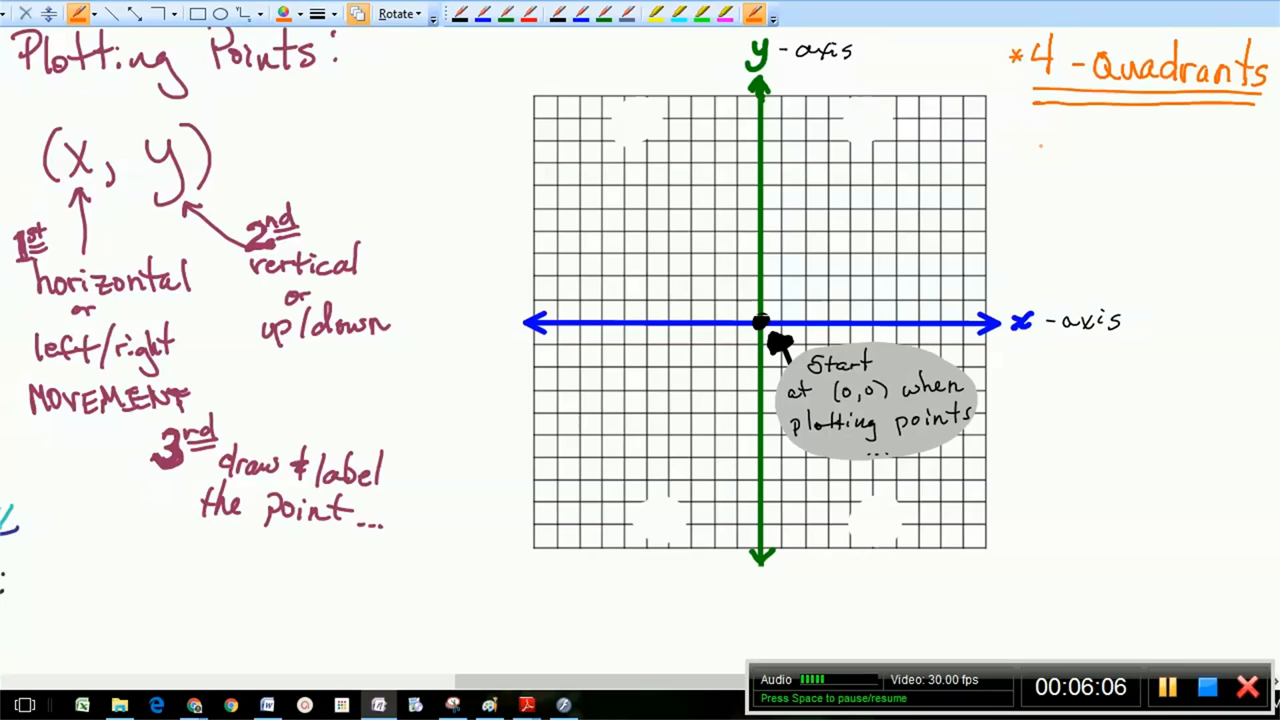 Rotate
Plotting Points:
(x, y)
1st
horizontal
or
left/right
MOVEMENT
2nd
vertical
or
up/down
3rd
draw & label
the point...
y - axis
x - axis
Start
at (0,0) when
plotting points
...
*4 - Quadrants
Audio
Video: 30.00 fps
Press Space to pause/resume
00:06:06